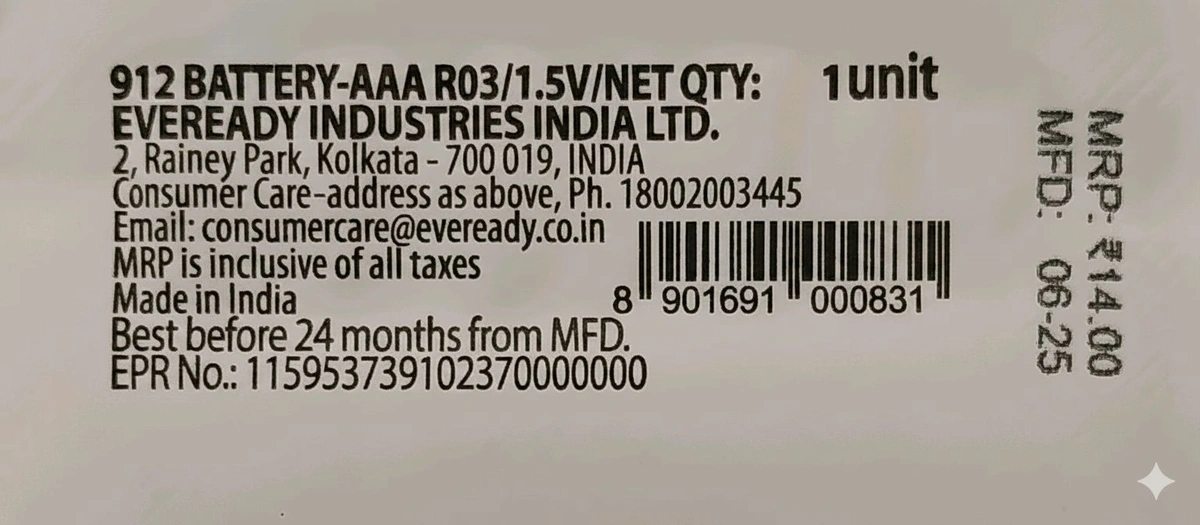 912 BATTERY-AAA R03/1.5V/NET QTY: 1 unit
EVEREADY INDUSTRIES INDIA LTD.
2, Rainey Park, Kolkata - 700 019, INDIA
Consumer Care-address as above, Ph. 18002003445
Email: consumercare@eveready.co.in
MRP is inclusive of all taxes
Made in India
Best before 24 months from MFD.
EPR No.: 1159537391023700000000
8 901691 000831
MRP: ₹14.00
MFD: 06-25